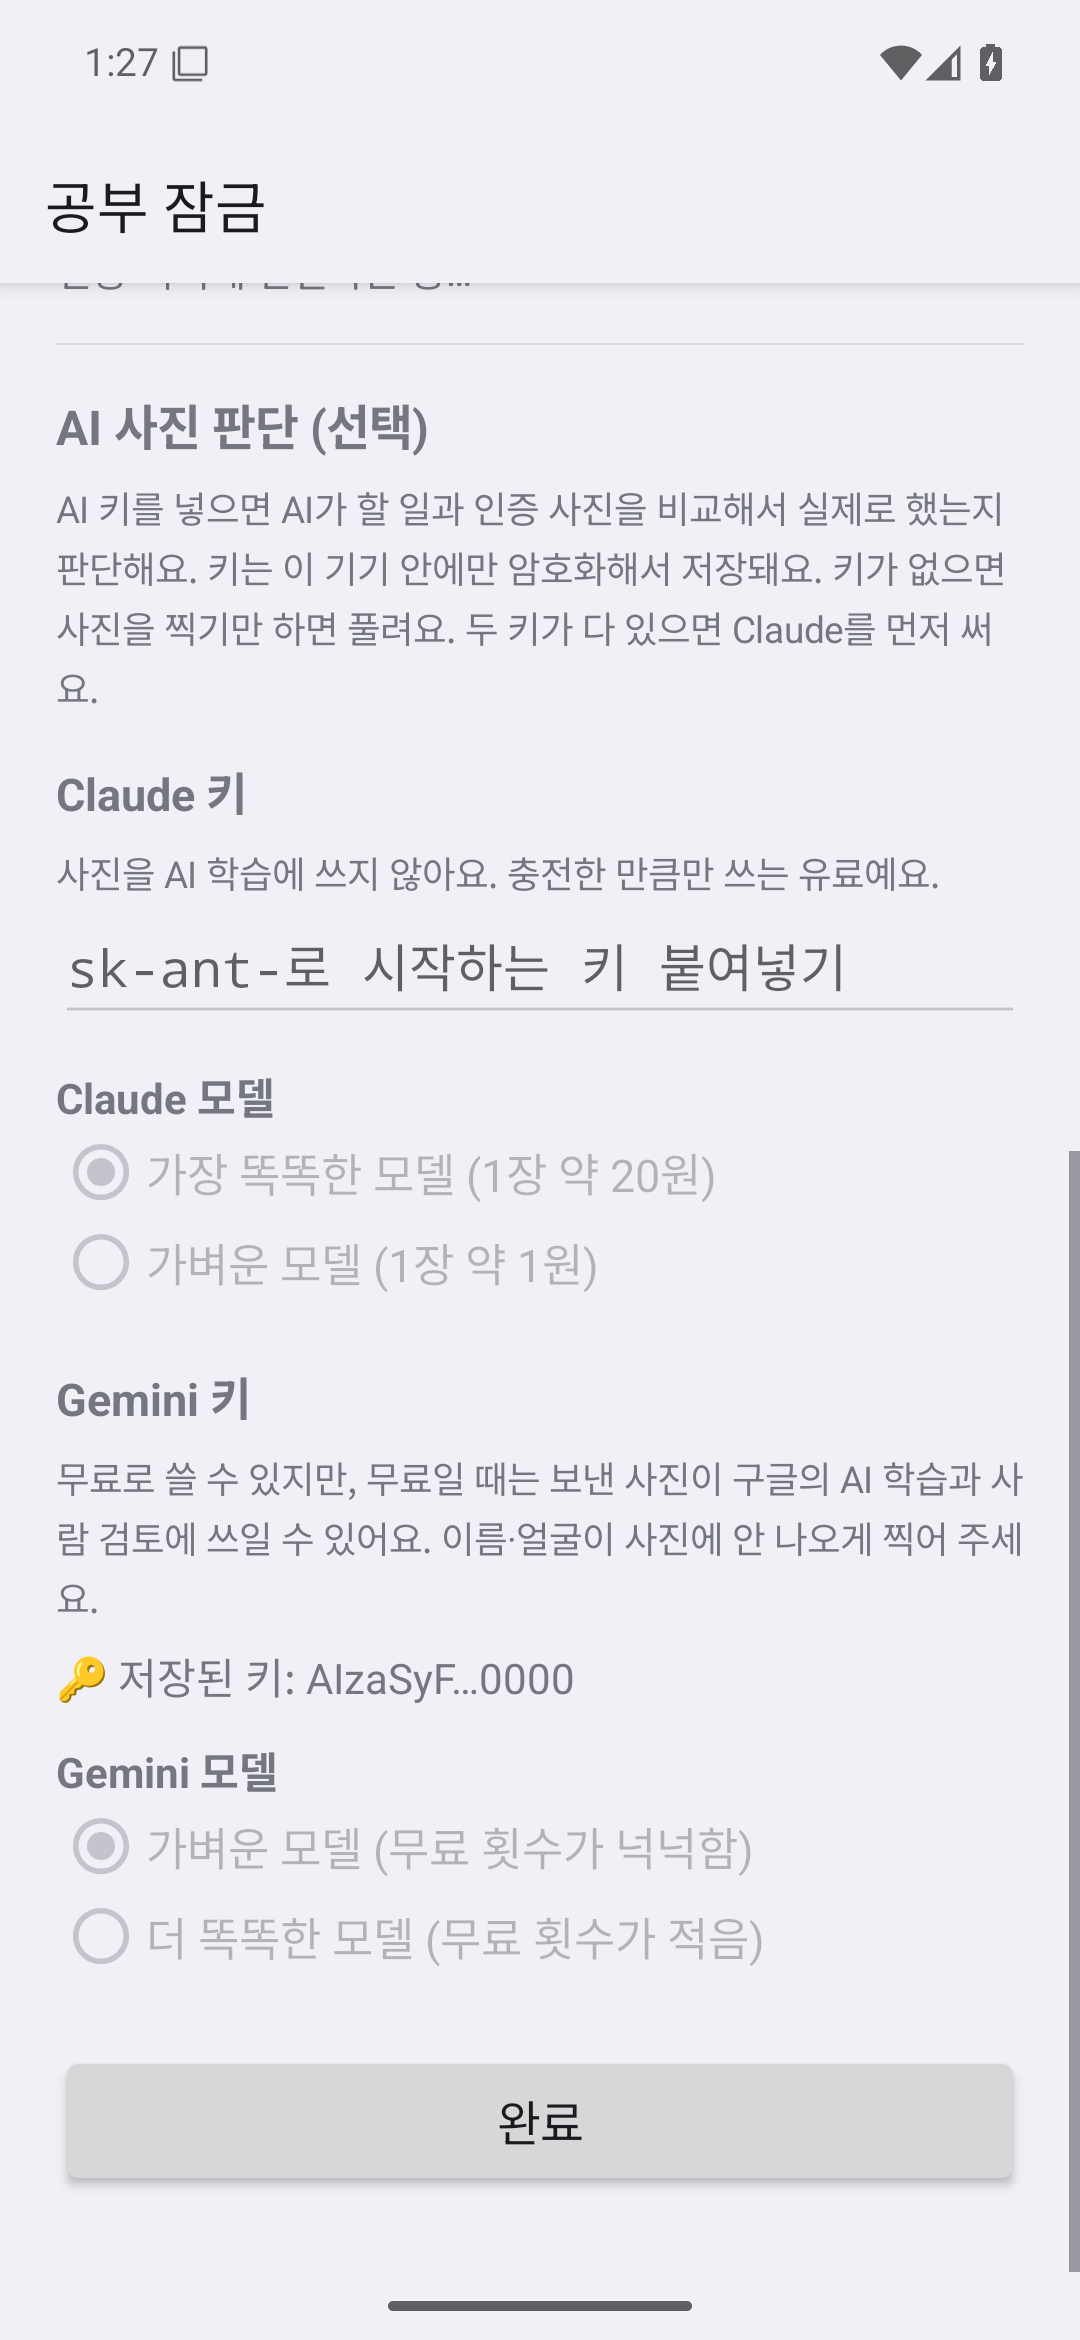 1:27
공부 잠금
AI 사진 판단 (선택)
AI 키를 넣으면 AI가 할 일과 인증 사진을 비교해서 실제로 했는지
판단해요. 키는 이 기기 안에만 암호화해서 저장돼요. 키가 없으면
사진을 찍기만 하면 풀려요. 두 키가 다 있으면 Claude를 먼저 써
요.
Claude 키
사진을 AI 학습에 쓰지 않아요. 충전한 만큼만 쓰는 유료예요.
sk-ant-로 시작하는 키 붙여넣기
Claude 모델
가장 똑똑한 모델 (1장 약 20원)
가벼운 모델 (1장 약 1원)
Gemini 키
무료로 쓸 수 있지만, 무료일 때는 보낸 사진이 구글의 AI 학습과 사
람 검토에 쓰일 수 있어요. 이름·얼굴이 사진에 안 나오게 찍어 주세
요.
🔑 저장된 키: AIzaSyF…0000
Gemini 모델
가벼운 모델 (무료 횟수가 넉넉함)
더 똑똑한 모델 (무료 횟수가 적음)
완료